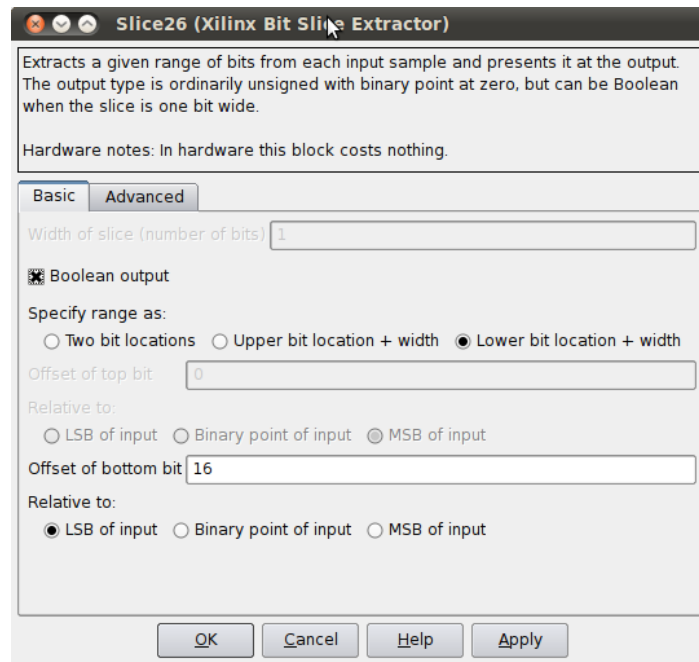 Slice26 (Xilinx Bit Slice Extractor)
Extracts a given range of bits from each input sample and presents it at the output.
The output type is ordinarily unsigned with binary point at zero, but can be Boolean
when the slice is one bit wide.
Hardware notes: In hardware this block costs nothing.
Basic Advanced
Width of slice (number of bits) 1
Boolean output
Specify range as:
Two bit locations Upper bit location + width Lower bit location + width
Offset of top bit 0
Relative to:
LSB of input Binary point of input MSB of input
Offset of bottom bit 16
Relative to:
LSB of input Binary point of input MSB of input
OK Cancel Help Apply